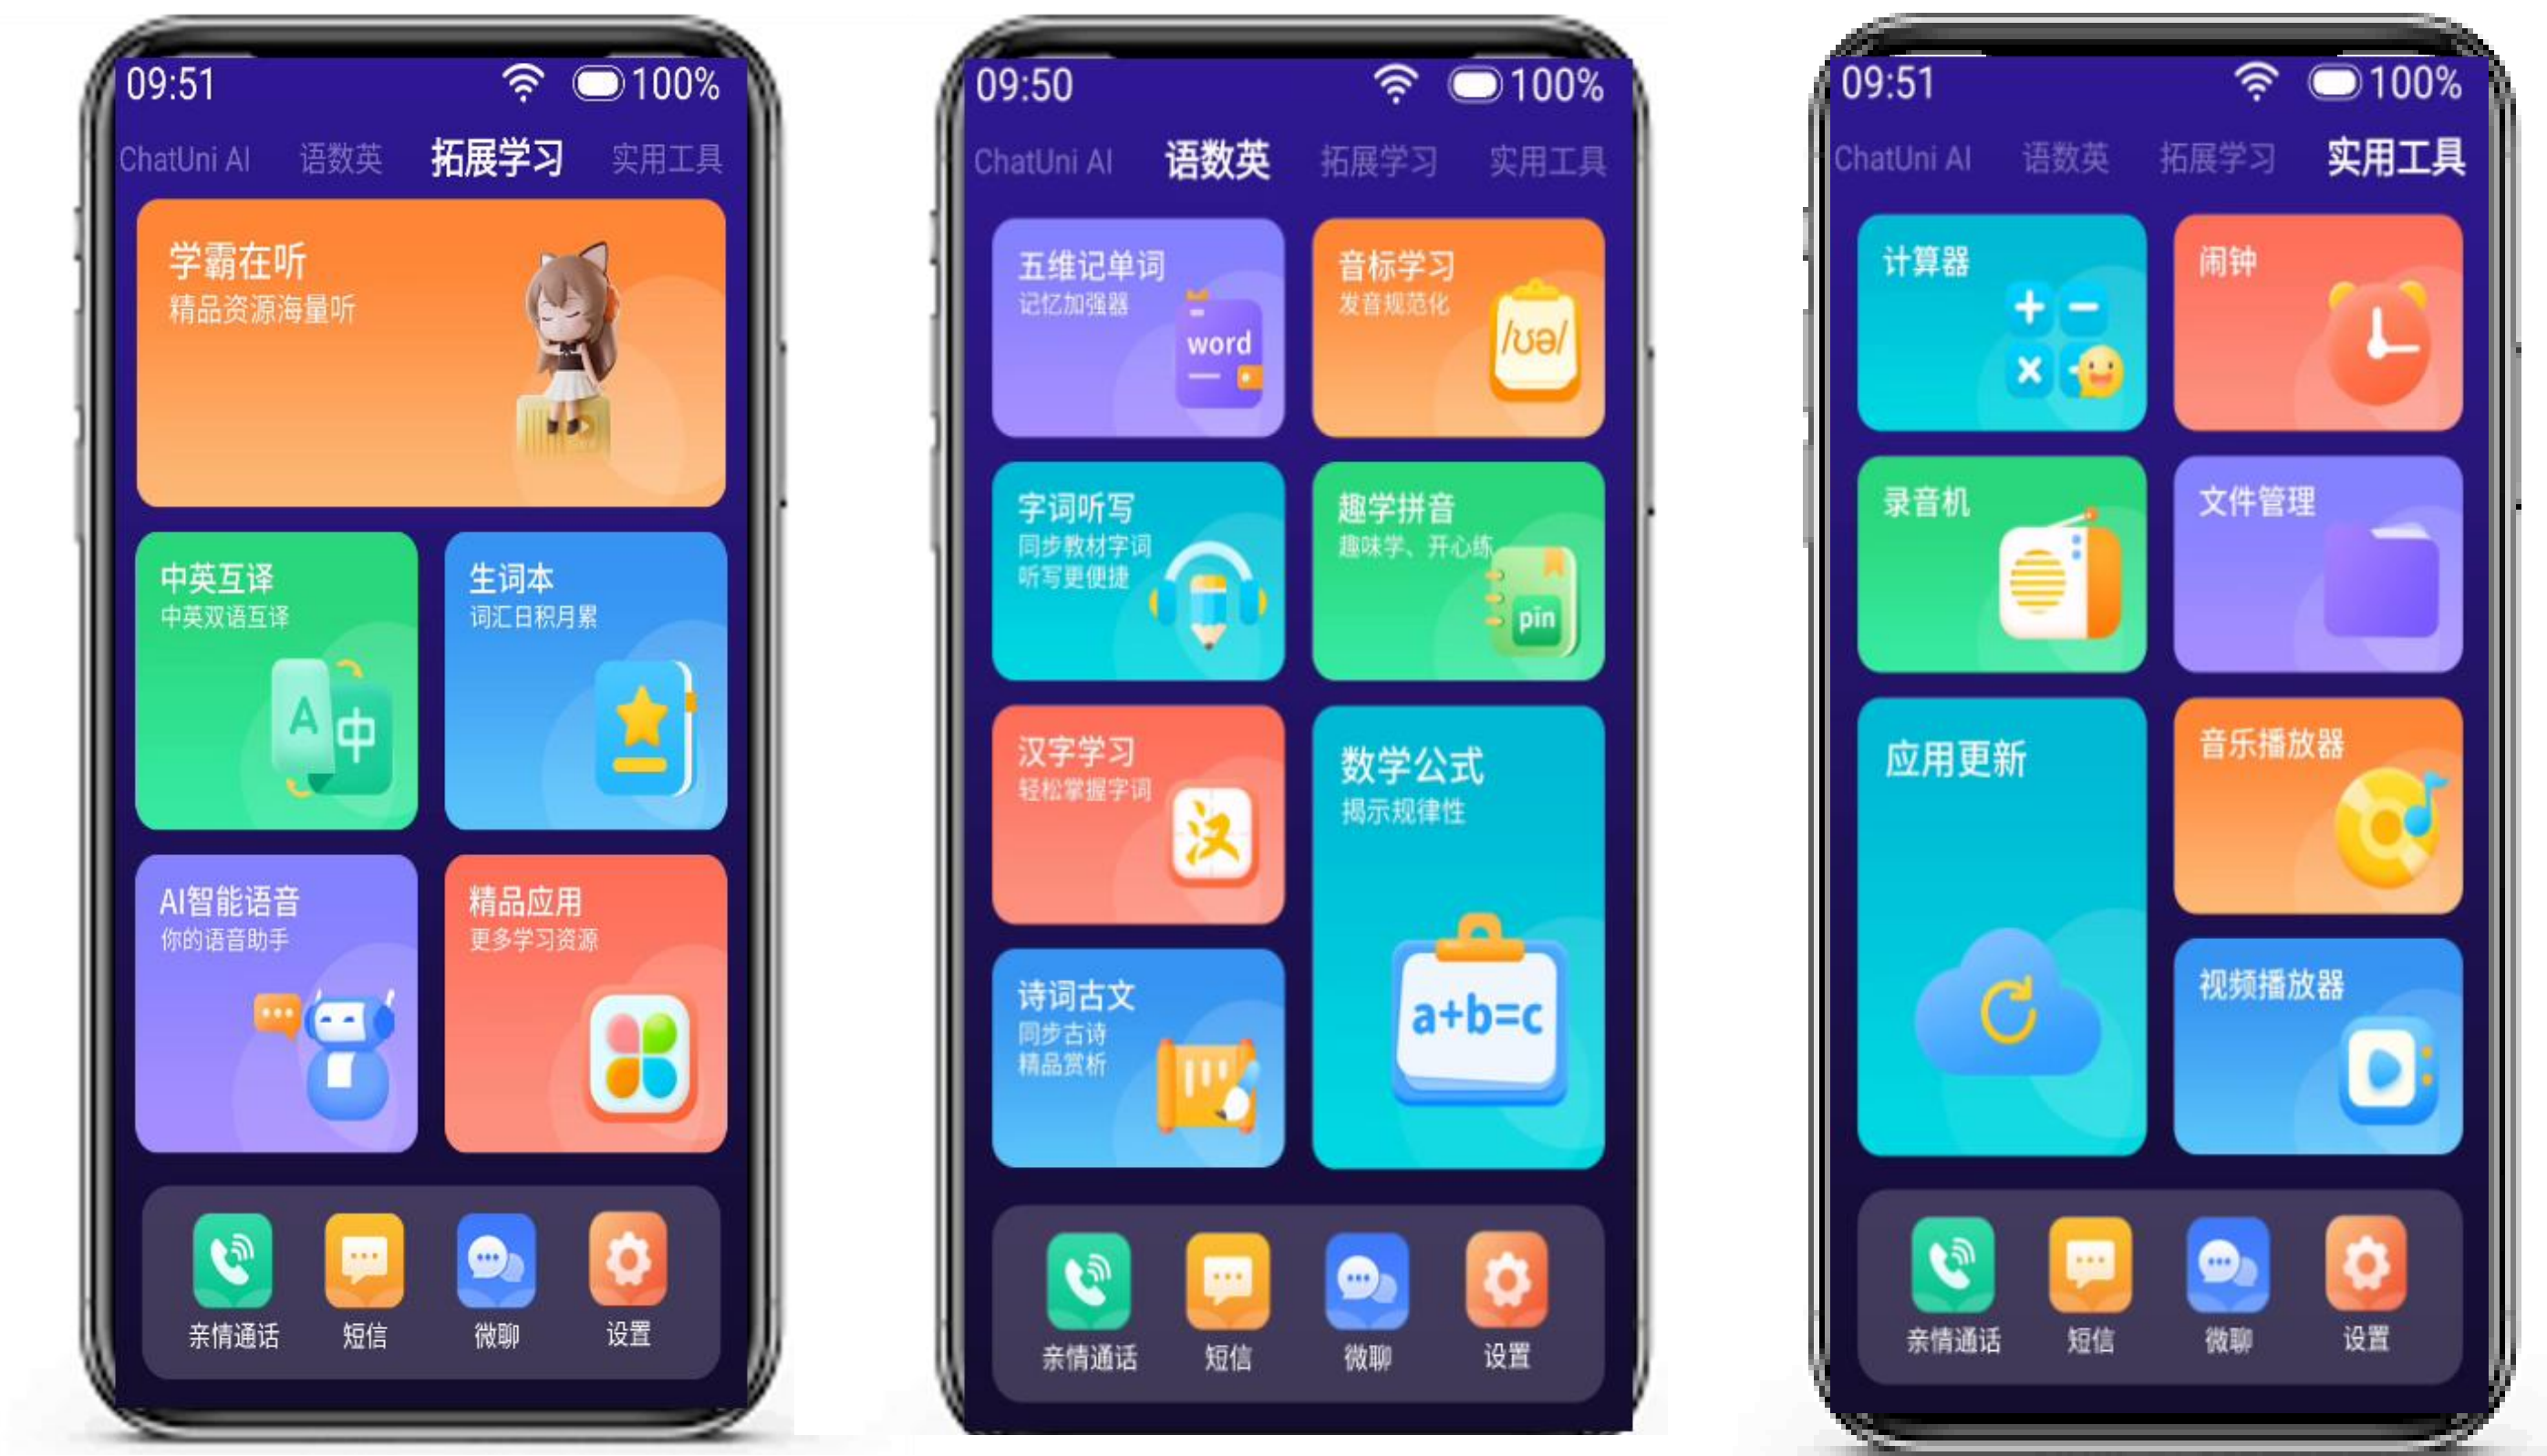 09:51 100%
ChatUni AI 语数英 拓展学习 实用工具
学霸在听
精品资源海量听
中英互译
中英双语互译
A 中
生词本
词汇日积月累
AI智能语音
你的语音助手
精品应用
更多学习资源
亲情通话 短信 微聊 设置
09:50 100%
ChatUni AI 语数英 拓展学习 实用工具
五维记单词
记忆加强器
word
音标学习
发音规范化
/ʊə/
字词听写
同步教材字词
听写更便捷
趣学拼音
趣味学、开心练
pin
汉字学习
轻松掌握字词
汉
数学公式
揭示规律性
a+b=c
诗词古文
同步古诗
精品赏析
亲情通话 短信 微聊 设置
09:51 100%
ChatUni AI 语数英 拓展学习 实用工具
计算器
闹钟
录音机
文件管理
应用更新
音乐播放器
视频播放器
亲情通话 短信 微聊 设置